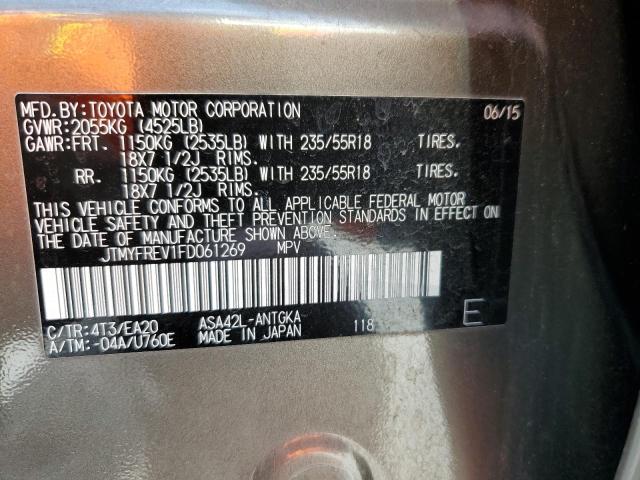 MFD.BY:TOYOTA MOTOR CORPORATION 06/15
GVWR:2055KG (4525LB)
GAWR:FRT. 1150KG (2535LB) WITH 235/55R18 TIRES.
18X7 1/2J RIMS.
RR. 1150KG (2535LB) WITH 235/55R18 TIRES.
18X7 1/2J RIMS.
THIS VEHICLE CONFORMS TO ALL APPLICABLE FEDERAL MOTOR
VEHICLE SAFETY AND THEFT PREVENTION STANDARDS IN EFFECT ON
THE DATE OF MANUFACTURE SHOWN ABOVE.
JTMYFREV1FD061269 MPV
C/TR:4T3/EA20 ASA42L-ANTGKA 118 E
A/TM:-04A/U760E MADE IN JAPAN